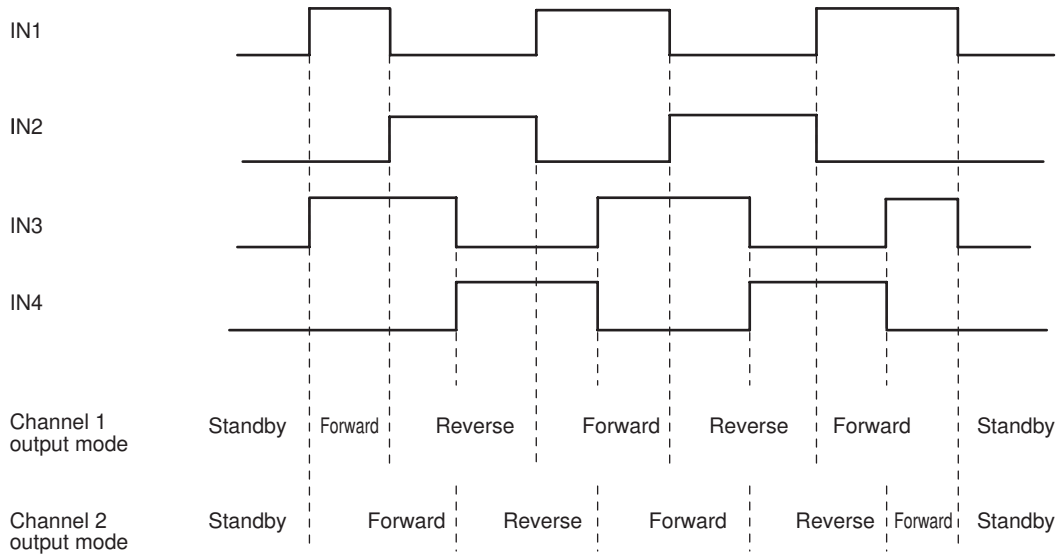 IN1
IN2
IN3
IN4
Channel 1
output mode
Standby Forward Reverse Forward Reverse Forward Standby
Channel 2
output mode
Standby Forward Reverse Forward Reverse Forward Standby